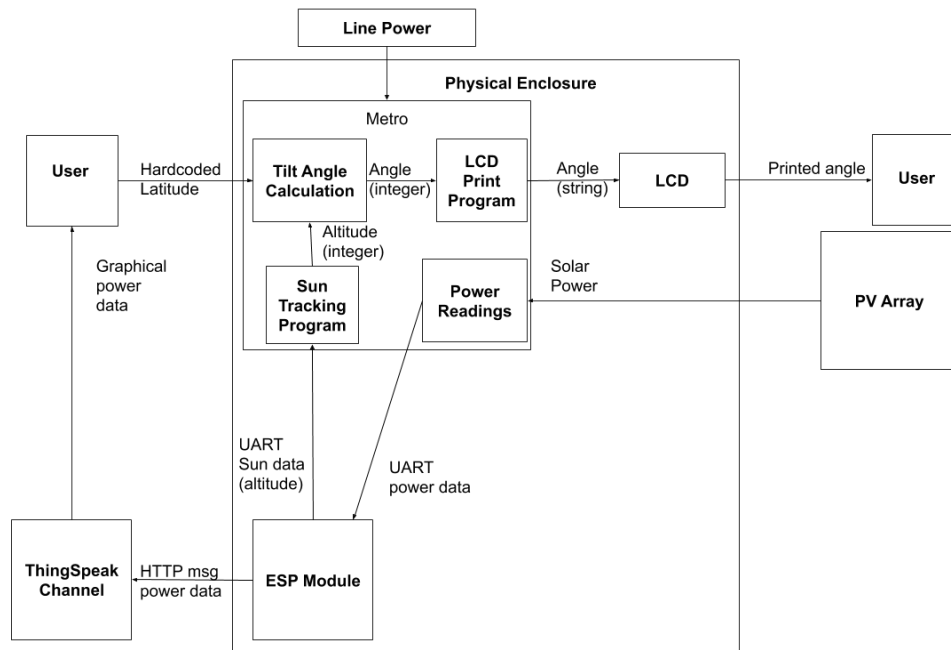 Line Power
Physical Enclosure
Metro
User
Hardcoded
Latitude
Tilt Angle
Calculation
Angle
(integer)
LCD
Print
Program
Angle
(string)
LCD
Printed angle
User
Altitude
(integer)
Graphical
power
data
Sun
Tracking
Program
Power
Readings
Solar
Power
PV Array
UART
Sun data
(altitude)
UART
power data
ThingSpeak
Channel
HTTP msg
power data
ESP Module